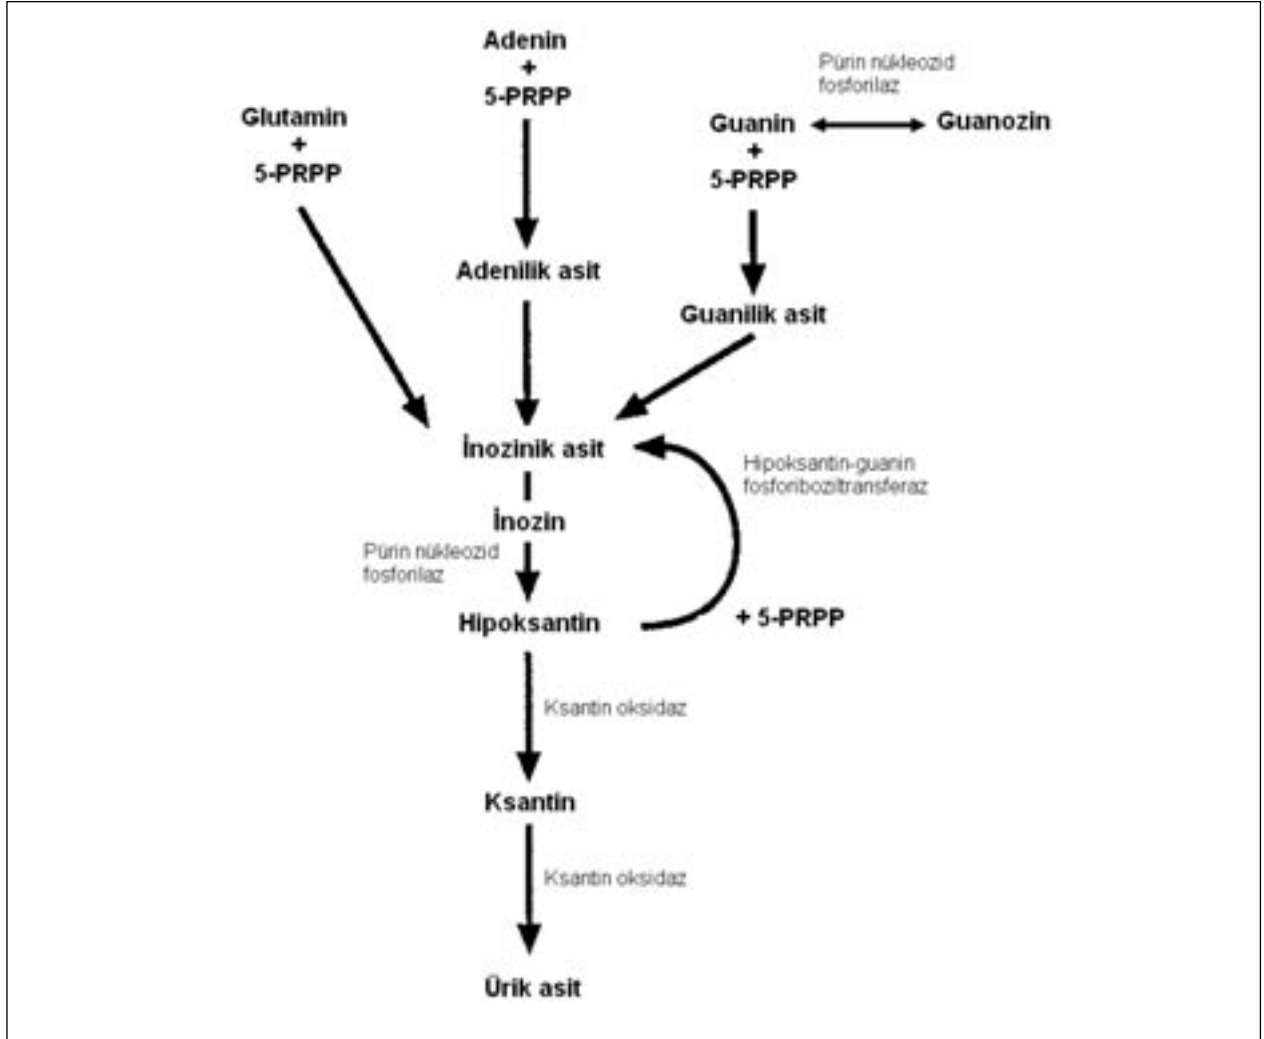 Adenin
+
5-PRPP
Pürin nükleozid
fosforilaz
Glutamin
+
5-PRPP
Guanin
+
5-PRPP
Guanozin
Adenilik asit
Guanilik asit
İnozinik asit
Hipoksantin-guanin
fosforiboziltransferaz
İnozin
Pürin nükleozid
fosforilaz
Hipoksantin
+ 5-PRPP
Ksantin oksidaz
Ksantin
Ksantin oksidaz
Ürik asit